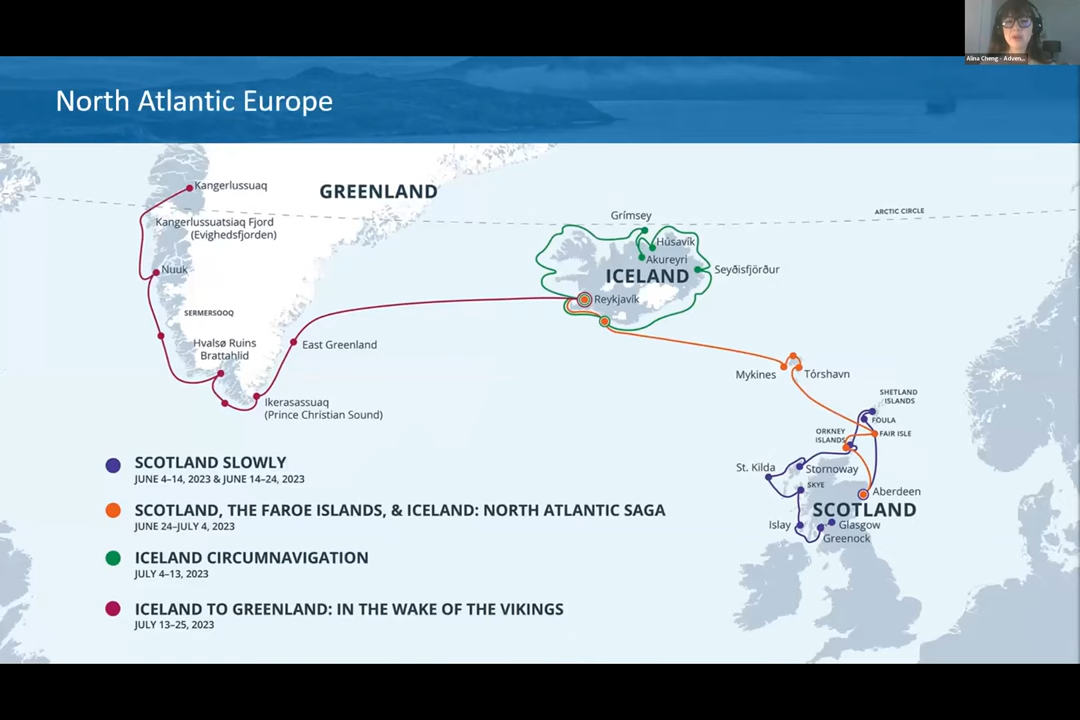 Alina Cheng - Adven...
North Atlantic Europe
Kangerlussuaq
GREENLAND
ARCTIC CIRCLE
Kangerlussuatsiaq Fjord
(Evighedsfjorden)
Grímsey
Húsavík
Akureyri
Nuuk
ICELAND
Seyðisfjörður
Reykjavík
SERMERSOOQ
Hvalsø Ruins
Brattahlid
East Greenland
Mykines
Tórshavn
Ikerasassuaq
(Prince Christian Sound)
SHETLAND
ISLANDS
FOULA
ORKNEY
ISLANDS
FAIR ISLE
St. Kilda
Stornoway
SKYE
Aberdeen
SCOTLAND
Islay
Glasgow
Greenock
SCOTLAND SLOWLY
JUNE 4–14, 2023 & JUNE 14–24, 2023
SCOTLAND, THE FAROE ISLANDS, & ICELAND: NORTH ATLANTIC SAGA
JUNE 24–JULY 4, 2023
ICELAND CIRCUMNAVIGATION
JULY 4–13, 2023
ICELAND TO GREENLAND: IN THE WAKE OF THE VIKINGS
JULY 13–25, 2023